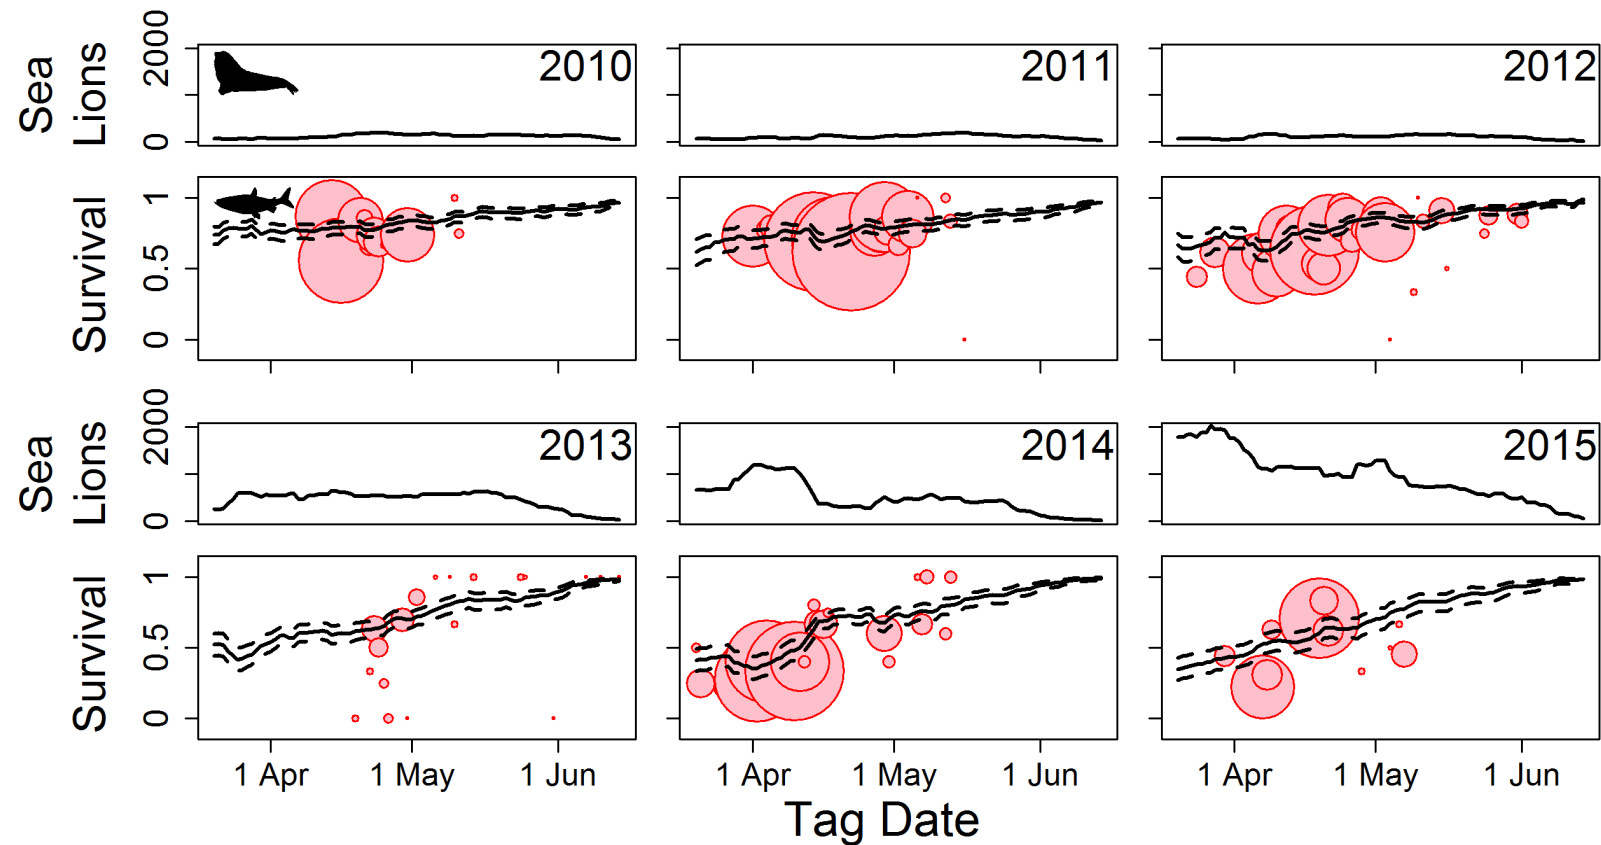 Sea
Lions
0
2000
2010
2011
2012
Survival
0
0.5
1
Sea
Lions
0
2000
2013
2014
2015
Survival
0
0.5
1
1 Apr
1 May
1 Jun
1 Apr
1 May
1 Jun
1 Apr
1 May
1 Jun
Tag Date